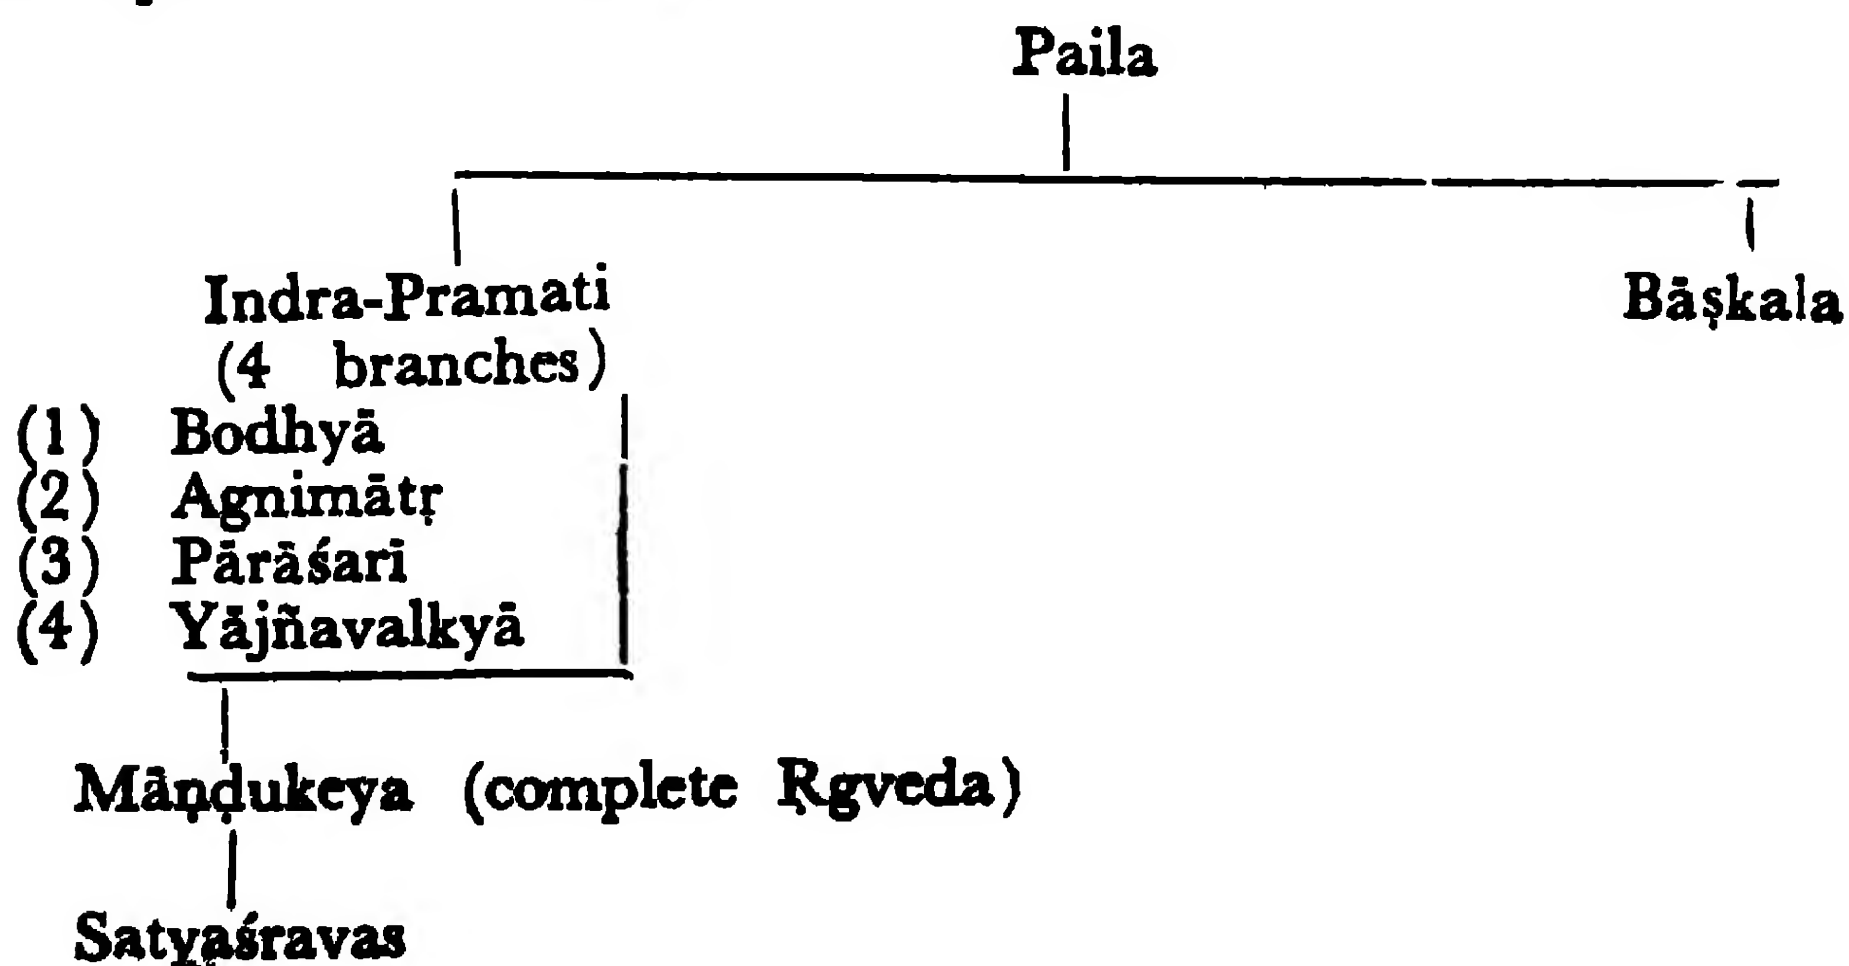 Paila
Indra-Pramati Bāṣkala
(4 branches)
(1) Bodhyā
(2) Agnimātṛ
(3) Pārāśari
(4) Yājñavalkyā
Māṇḍukeya (complete Ṛgveda)
Satyaśravas